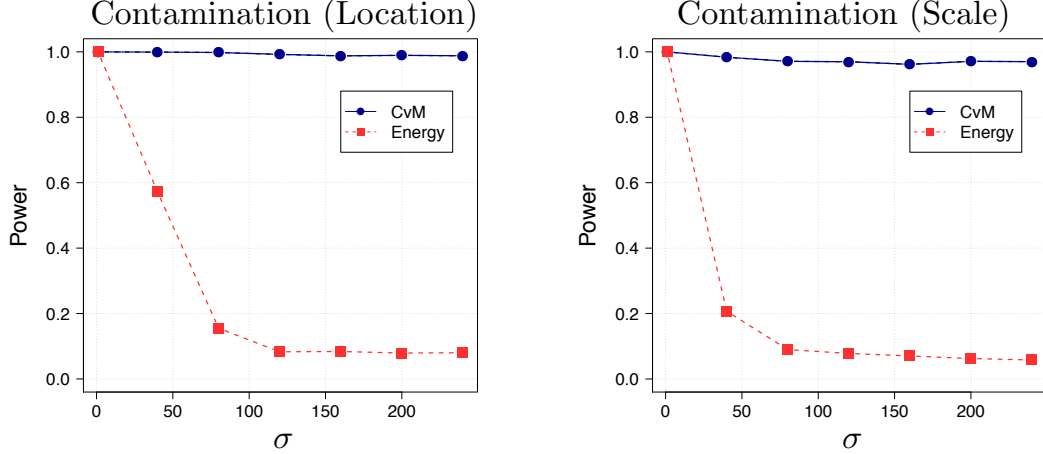 Contamination (Location)
1.0
0.8
0.6
0.4
0.2
0.0
Power
CvM
Energy
0
50
100
150
200
σ
Contamination (Scale)
1.0
0.8
0.6
0.4
0.2
0.0
Power
CvM
Energy
0
50
100
150
200
σ